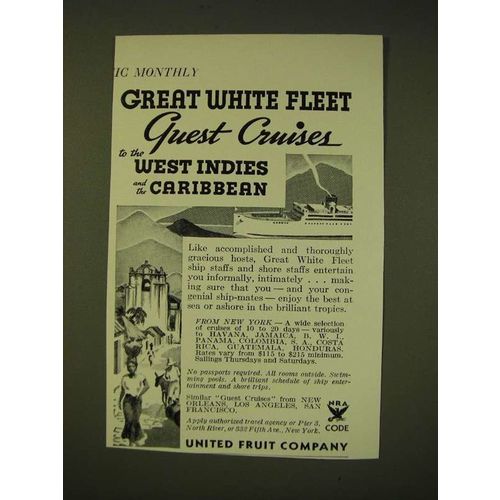 IC MONTHLY
GREAT WHITE FLEET
Guest Cruises
to the
WEST INDIES
and the
CARIBBEAN
Like accomplished and thoroughly
gracious hosts, Great White Fleet
ship staffs and shore staffs entertain
you informally, intimately . . . making
sure that you — and your con-
genial ship-mates — enjoy the best at
sea or ashore in the brilliant tropics.
FROM NEW YORK — A wide selection
of cruises of 10 to 20 days — variously
to HAVANA, JAMAICA, B. W. I.,
PANAMA, COLOMBIA, S. A., COSTA
RICA, GUATEMALA, HONDURAS.
Rates vary from $115 to $215 minimum.
Sailings Thursdays and Saturdays.
No passports required. All rooms outside. Swim-
ming pools. A brilliant schedule of ship enter-
tainment and shore trips.
Similar "Guest Cruises" from NEW
ORLEANS, LOS ANGELES, SAN
FRANCISCO.
Apply authorized travel agency or Pier 3,
North River, or 332 Fifth Ave., New York.
NRA
CODE
UNITED FRUIT COMPANY